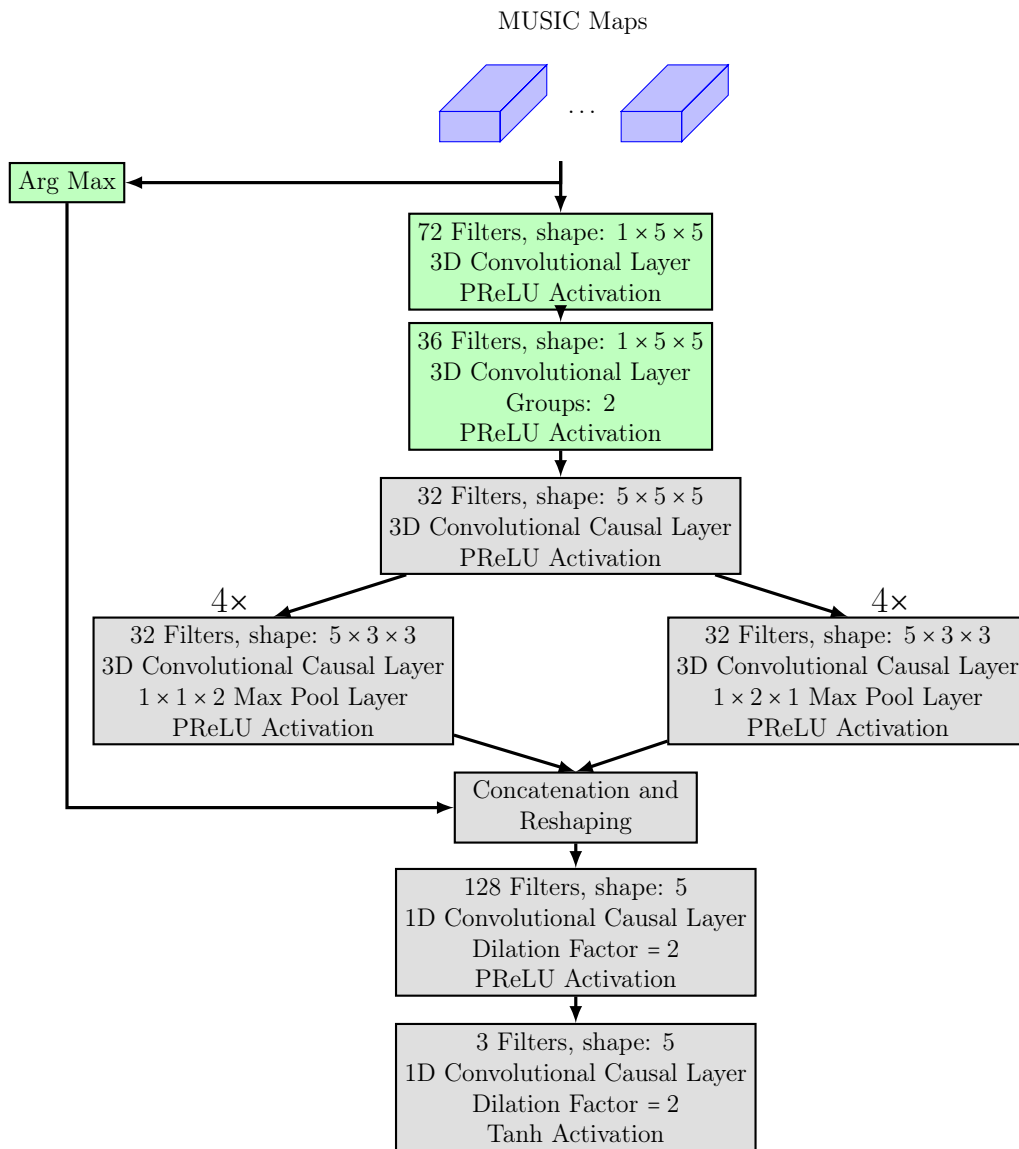 MUSIC Maps
...
Arg Max
72 Filters, shape: 1 × 5 × 5
3D Convolutional Layer
PReLU Activation
36 Filters, shape: 1 × 5 × 5
3D Convolutional Layer
Groups: 2
PReLU Activation
32 Filters, shape: 5 × 5 × 5
3D Convolutional Causal Layer
PReLU Activation
4×
32 Filters, shape: 5 × 3 × 3
3D Convolutional Causal Layer
1 × 1 × 2 Max Pool Layer
PReLU Activation
4×
32 Filters, shape: 5 × 3 × 3
3D Convolutional Causal Layer
1 × 2 × 1 Max Pool Layer
PReLU Activation
Concatenation and
Reshaping
128 Filters, shape: 5
1D Convolutional Causal Layer
Dilation Factor = 2
PReLU Activation
3 Filters, shape: 5
1D Convolutional Causal Layer
Dilation Factor = 2
Tanh Activation